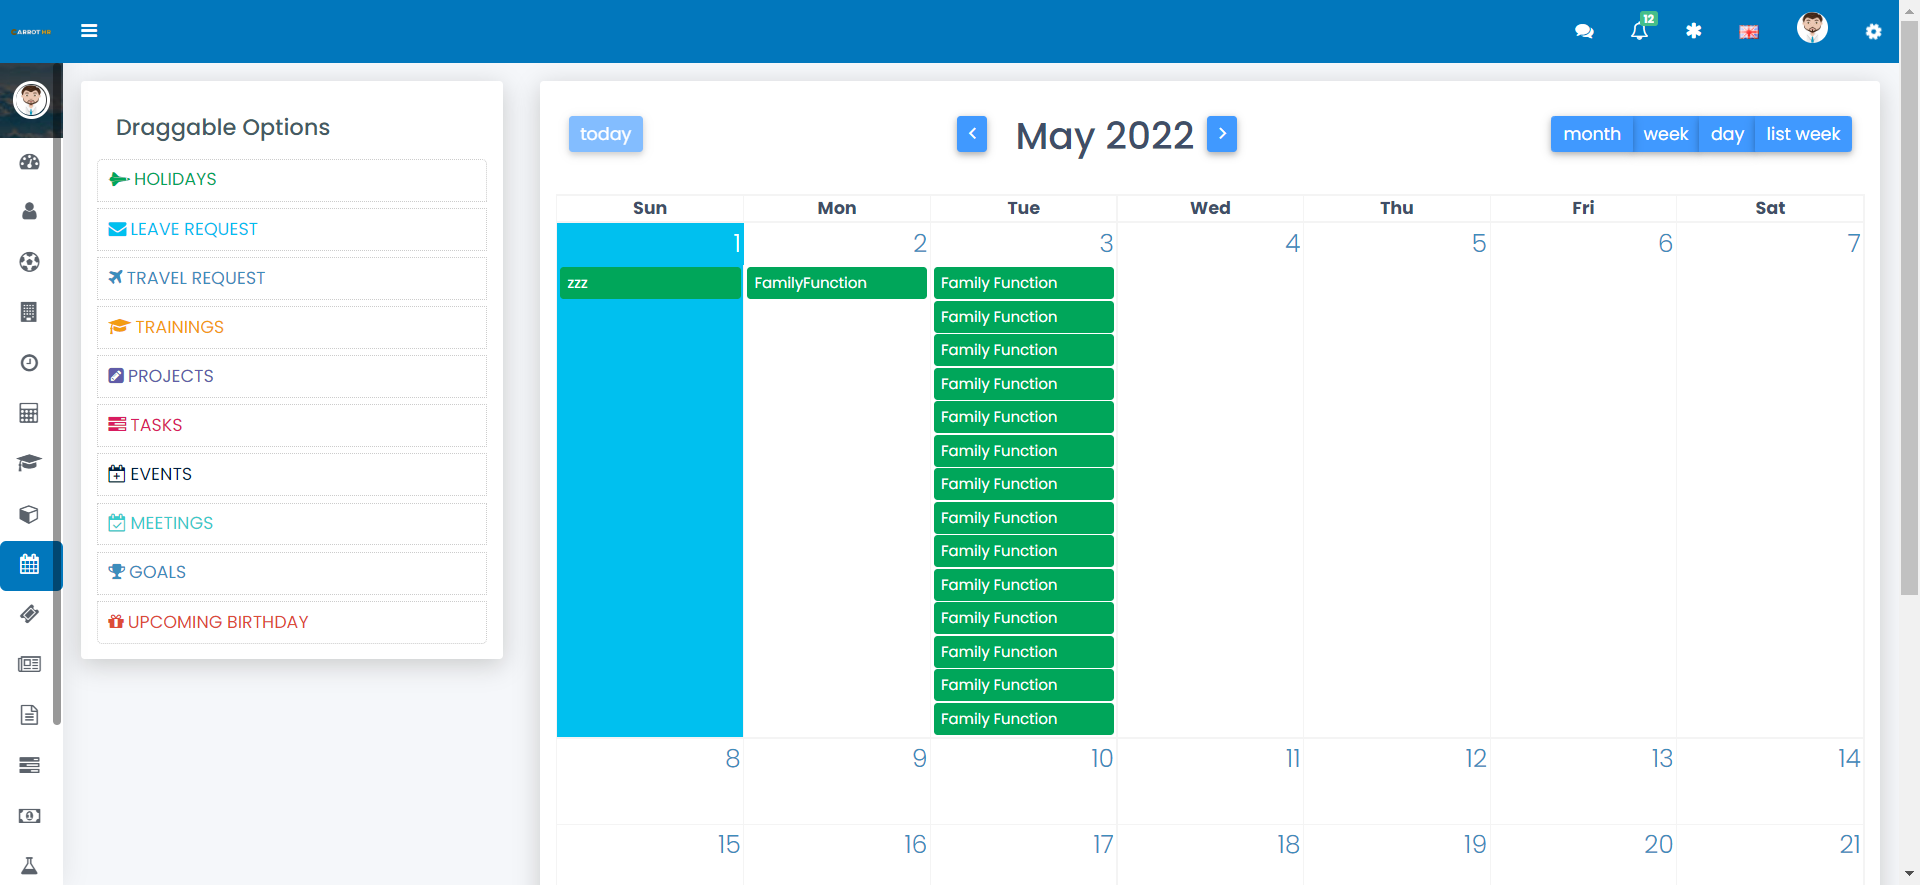 ARBOT HR
12
Draggable Options
HOLIDAYS
LEAVE REQUEST
TRAVEL REQUEST
TRAININGS
PROJECTS
TASKS
EVENTS
MEETINGS
GOALS
UPCOMING BIRTHDAY
today
May 2022
month week day list week
Sun Mon Tue Wed Thu Fri Sat
1 2 3 4 5 6 7
zzz FamilyFunction Family Function
Family Function
Family Function
Family Function
Family Function
Family Function
Family Function
Family Function
Family Function
Family Function
Family Function
Family Function
Family Function
Family Function
8 9 10 11 12 13 14
15 16 17 18 19 20 21